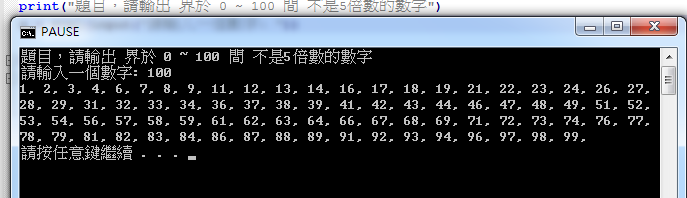 print("題目，請輸出 界於 0 ~ 100 間 不是5倍數的數字")
PAUSE
題目，請輸出 界於 0 ~ 100 間 不是5倍數的數字
請輸入一個數字: 100
1, 2, 3, 4, 6, 7, 8, 9, 11, 12, 13, 14, 16, 17, 18, 19, 21, 22, 23, 24, 26, 27,
28, 29, 31, 32, 33, 34, 36, 37, 38, 39, 41, 42, 43, 44, 46, 47, 48, 49, 51, 52,
53, 54, 56, 57, 58, 59, 61, 62, 63, 64, 66, 67, 68, 69, 71, 72, 73, 74, 76, 77,
78, 79, 81, 82, 83, 84, 86, 87, 88, 89, 91, 92, 93, 94, 96, 97, 98, 99,
請按任意鍵繼續 . . .